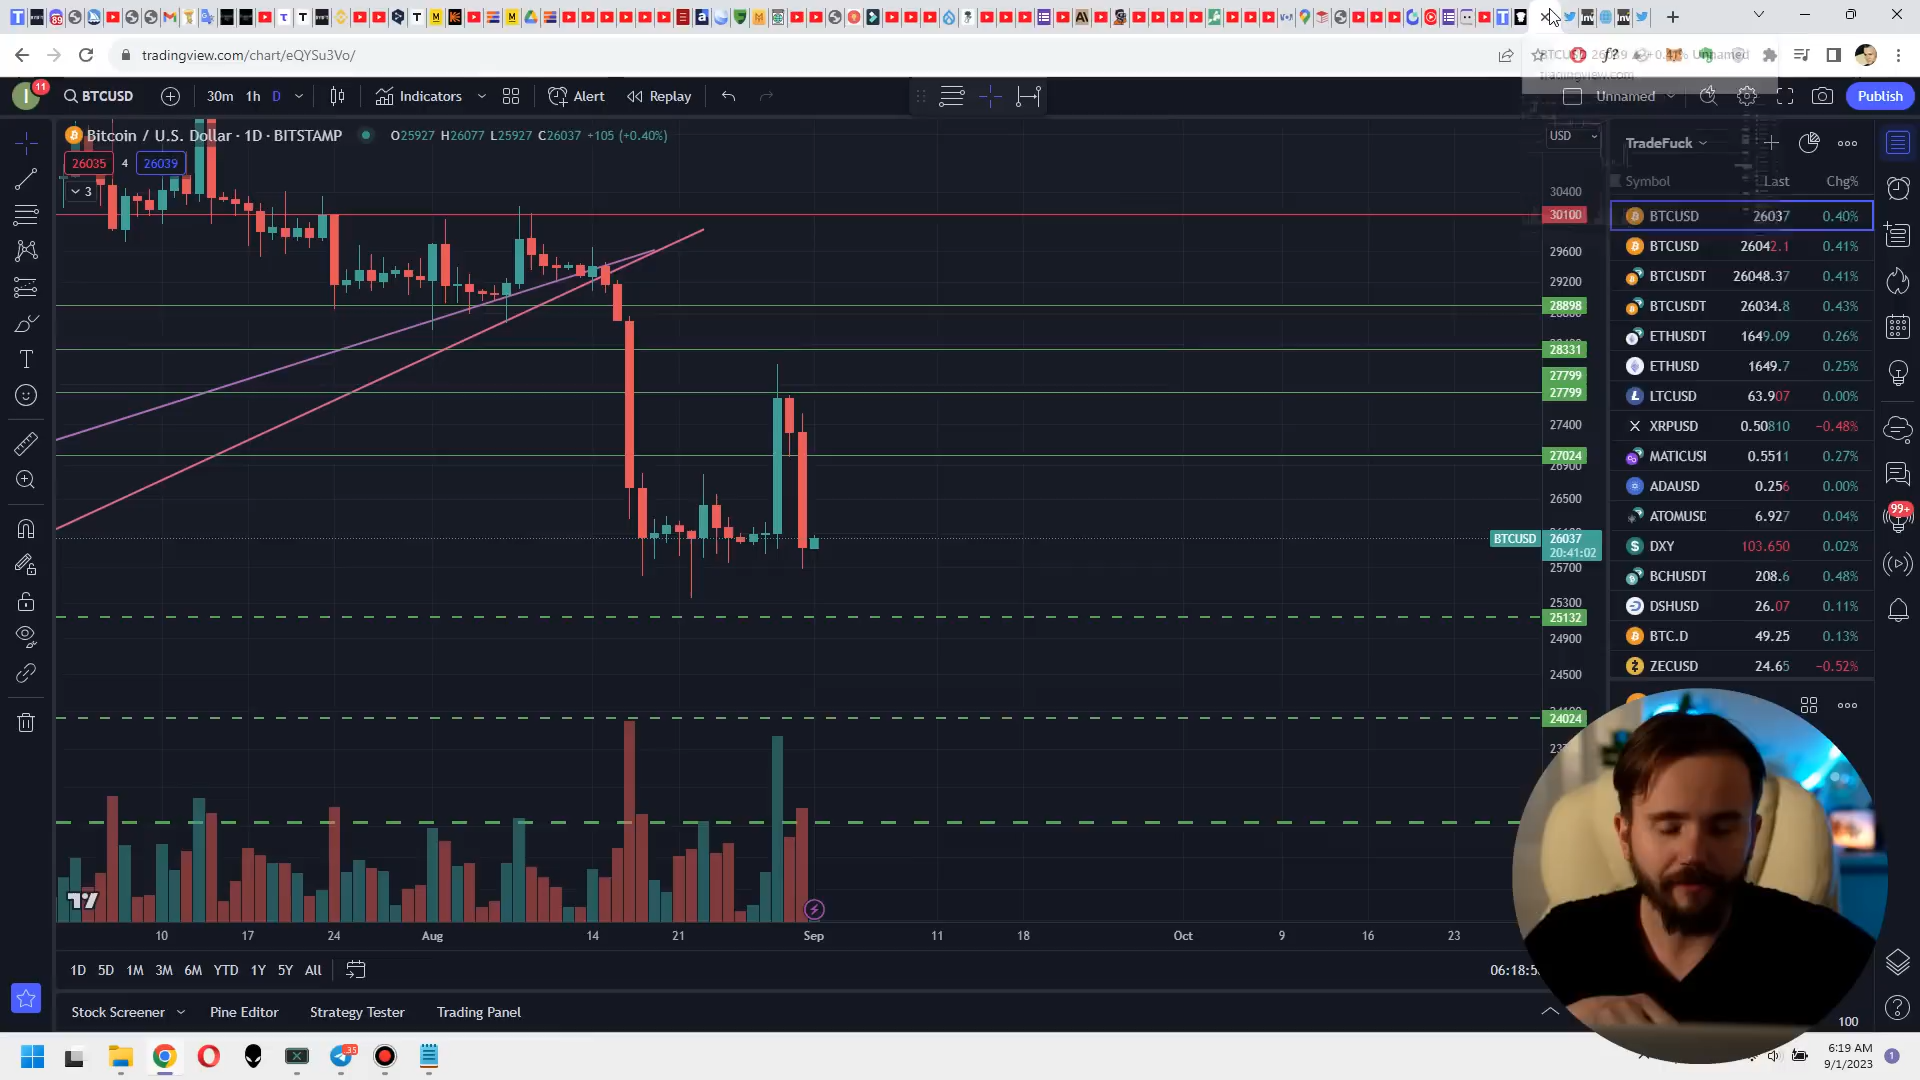 tradingview.com/chart/eQYSu3Vo/
11
BTCUSD
30m 1h D
Indicators
Alert
Replay
Unnamed
Publish
Bitcoin / U.S. Dollar · 1D · BITSTAMP
O25927 H26077 L25927 C26037 +105 (+0.40%)
26035 4 26039
3
USD
30400
30100
29600
29200
28898
28331
27799
27799
27400
27024
26900
26500
BTCUSD 26037
20:41:02
25700
25300
25132
24900
24500
24024
TradeFuck
Symbol Last Chg%
BTCUSD 26037 0.40%
BTCUSD 26042.1 0.41%
BTCUSDT 26048.37 0.41%
BTCUSDT 26034.8 0.43%
ETHUSDT 1649.09 0.26%
ETHUSD 1649.7 0.25%
LTCUSD 63.907 0.00%
XRPUSD 0.50810 −0.48%
MATICUSI 0.5511 0.27%
ADAUSD 0.256 0.00%
ATOMUSD 6.927 0.04%
DXY 103.650 0.02%
BCHUSDT 208.6 0.48%
DSHUSD 26.07 0.11%
BTC.D 49.25 0.13%
ZECUSD 24.65 −0.52%
99+
10 17 24 Aug 14 21 Sep 11 18 Oct 9 16 23
1D 5D 1M 3M 6M YTD 1Y 5Y All
Stock Screener Pine Editor Strategy Tester Trading Panel
100
6:19 AM
9/1/2023
1